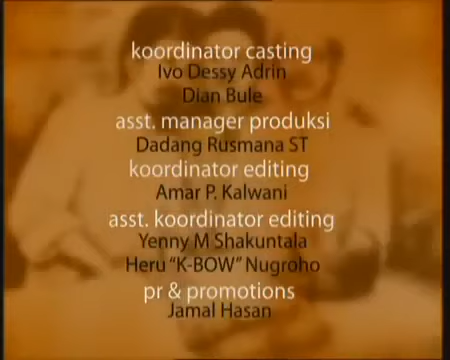 koordinator casting
Ivo Dessy Adrin
Dian Bule
asst. manager produksi
Dadang Rusmana ST
koordinator editing
Amar P. Kalwani
asst. koordinator editing
Yenny M Shakuntala
Heru “K-BOW” Nugroho
pr & promotions
Jamal Hasan